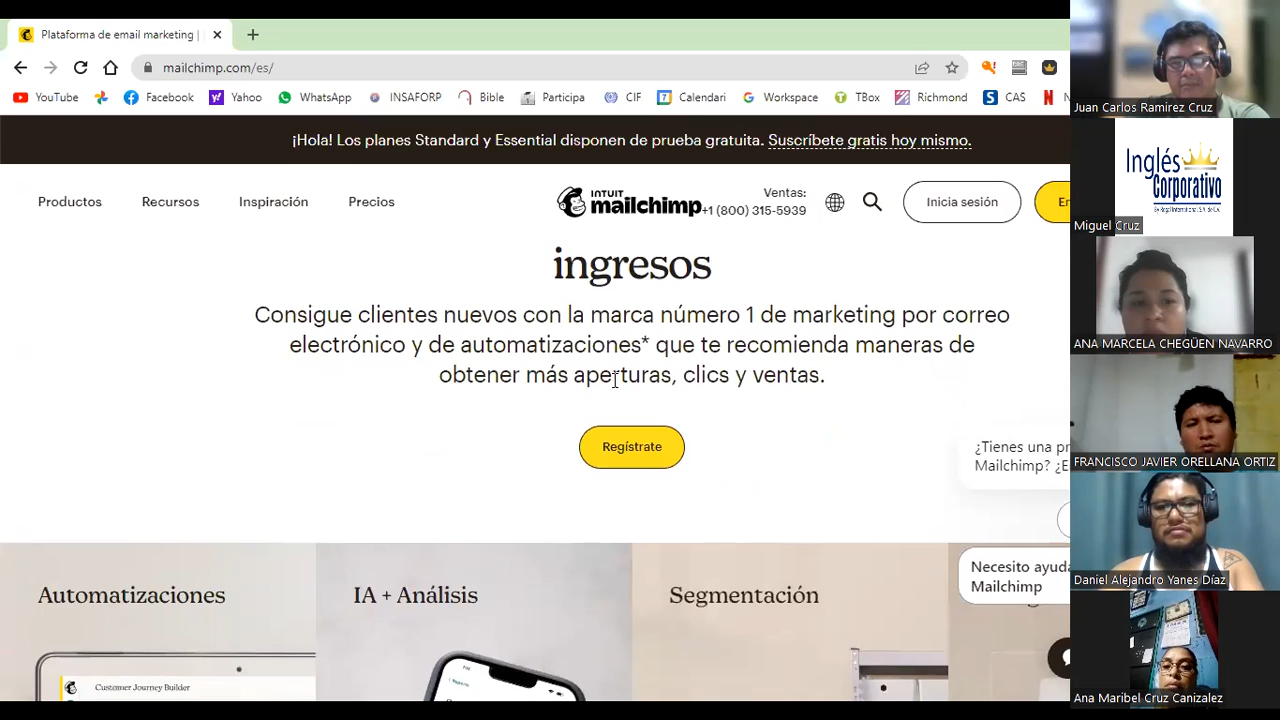 Plataforma de email marketing |
mailchimp.com/es/
YouTube
Facebook
Yahoo
WhatsApp
INSAFORP
Bible
Participa
CIF
Calendari
Workspace
TBox
Richmond
CAS
¡Hola! Los planes Standard y Essential disponen de prueba gratuita. Suscríbete gratis hoy mismo.
Productos
Recursos
Inspiración
Precios
INTUIT
mailchimp
Ventas:
+1 (800) 315-5939
Inicia sesión
ingresos
Consigue clientes nuevos con la marca número 1 de marketing por correo
electrónico y de automatizaciones* que te recomienda maneras de
obtener más aperturas, clics y ventas.
Regístrate
¿Tienes una pr
Mailchimp? ¿E
Necesito ayuda
Mailchimp
Automatizaciones
IA + Análisis
Segmentación
Customer Journey Builder
Juan Carlos Ramirez Cruz
Inglés
Corporativo
By Regal International, S.A. de C.V.
Miguel Cruz
ANA MARCELA CHEGÜEN NAVARRO
FRANCISCO JAVIER ORELLANA ORTIZ
Daniel Alejandro Yanes Díaz
Ana Maribel Cruz Canizalez